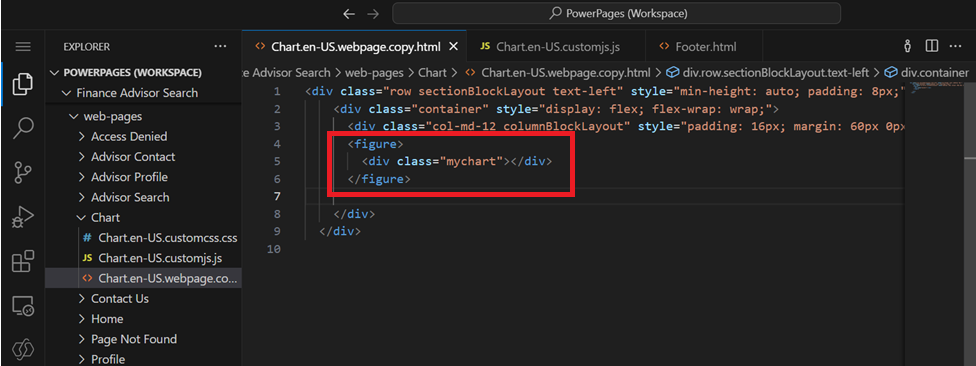 PowerPages (Workspace)
EXPLORER
Chart.en-US.webpage.copy.html
JS Chart.en-US.customjs.js
Footer.html
POWERPAGES (WORKSPACE)
Finance Advisor Search
web-pages
Access Denied
Advisor Contact
Advisor Profile
Advisor Search
Chart
# Chart.en-US.customcss.css
JS Chart.en-US.customjs.js
<> Chart.en-US.webpage.co...
Contact Us
Home
Page Not Found
Profile
e Advisor Search > web-pages > Chart > <> Chart.en-US.webpage.copy.html > div.row.sectionBlockLayout.text-left > div.container
1 <div class="row sectionBlockLayout text-left" style="min-height: auto; padding: 8px;"
2 <div class="container" style="display: flex; flex-wrap: wrap;">
3 <div class="col-md-12 columnBlockLayout" style="padding: 16px; margin: 60px 0px
4 <figure>
5 <div class="mychart"></div>
6 </figure>
7
8 </div>
9 </div>
10